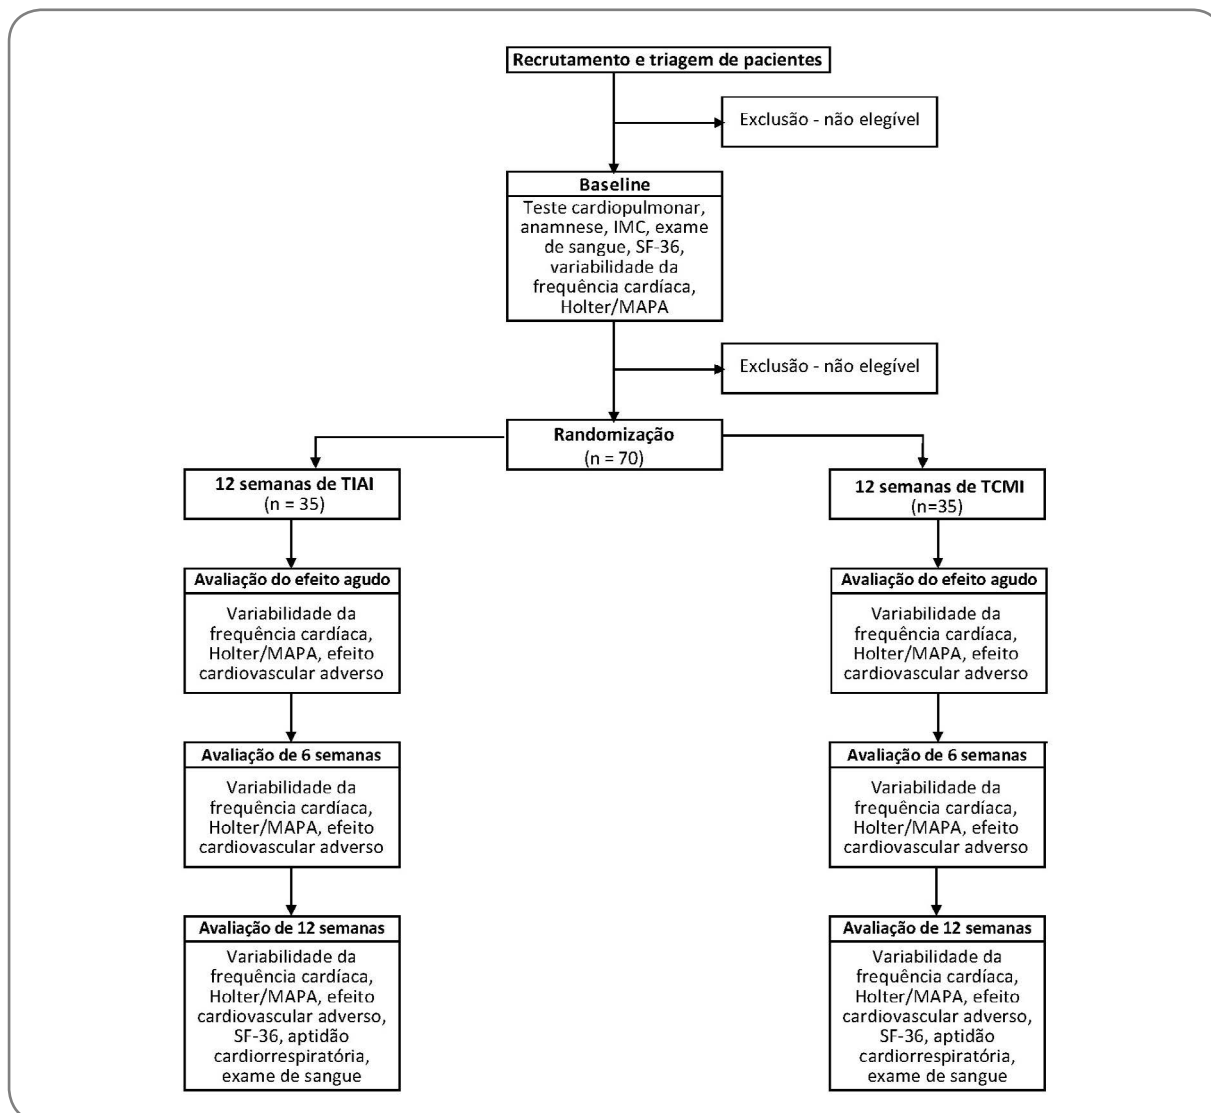 Recrutamento e triagem de pacientes
Exclusão - não elegível
Baseline
Teste cardiopulmonar,
anamnese, IMC, exame
de sangue, SF-36,
variabilidade da
frequência cardíaca,
Holter/MAPA
Exclusão - não elegível
Randomização
(n = 70)
12 semanas de TIAI
(n = 35)
Avaliação do efeito agudo
Variabilidade da
frequência cardíaca,
Holter/MAPA, efeito
cardiovascular adverso
Avaliação de 6 semanas
Variabilidade da
frequência cardíaca,
Holter/MAPA, efeito
cardiovascular adverso
Avaliação de 12 semanas
Variabilidade da
frequência cardíaca,
Holter/MAPA, efeito
cardiovascular adverso,
SF-36, aptidão
cardiorrespiratória,
exame de sangue
12 semanas de TCMI
(n=35)
Avaliação do efeito agudo
Variabilidade da
frequência cardíaca,
Holter/MAPA, efeito
cardiovascular adverso
Avaliação de 6 semanas
Variabilidade da
frequência cardíaca,
Holter/MAPA, efeito
cardiovascular adverso
Avaliação de 12 semanas
Variabilidade da
frequência cardíaca,
Holter/MAPA, efeito
cardiovascular adverso,
SF-36, aptidão
cardiorrespiratória,
exame de sangue